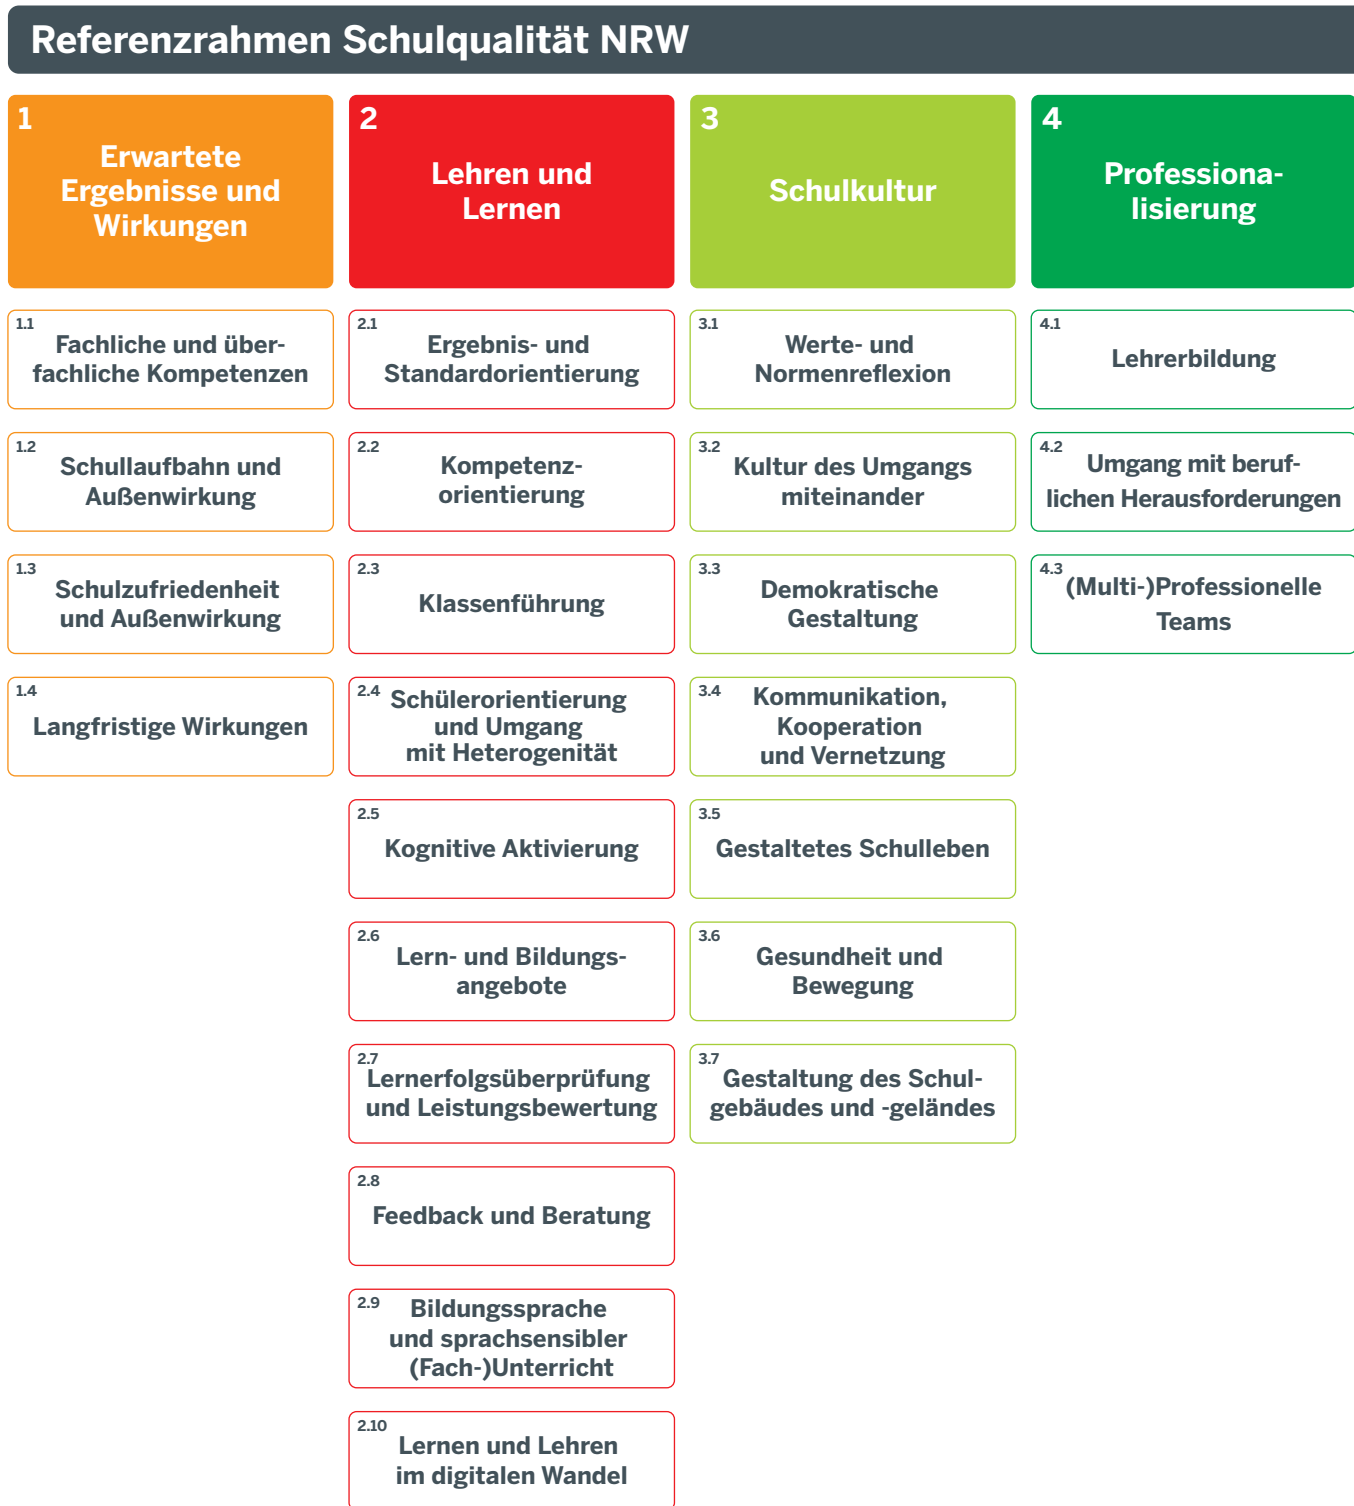 Referenzrahmen Schulqualität NRW
1
Erwartete
Ergebnisse und
Wirkungen
1.1
Fachliche und über-
fachliche Kompetenzen
1.2
Schullaufbahn und
Außenwirkung
1.3
Schulzufriedenheit
und Außenwirkung
1.4
Langfristige Wirkungen
2
Lehren und
Lernen
2.1
Ergebnis- und
Standardorientierung
2.2
Kompetenz-
orientierung
2.3
Klassenführung
2.4
Schülerorientierung
und Umgang
mit Heterogenität
2.5
Kognitive Aktivierung
2.6
Lern- und Bildungs-
angebote
2.7
Lernerfolgsüberprüfung
und Leistungsbewertung
2.8
Feedback und Beratung
2.9
Bildungssprache
und sprachsensibler
(Fach-)Unterricht
2.10
Lernen und Lehren
im digitalen Wandel
3
Schulkultur
3.1
Werte- und
Normenreflexion
3.2
Kultur des Umgangs
miteinander
3.3
Demokratische
Gestaltung
3.4
Kommunikation,
Kooperation
und Vernetzung
3.5
Gestaltetes Schulleben
3.6
Gesundheit und
Bewegung
3.7
Gestaltung des Schul-
gebäudes und -geländes
4
Professiona-
lisierung
4.1
Lehrerbildung
4.2
Umgang mit beruf-
lichen Herausforderungen
4.3
(Multi-)Professionelle
Teams